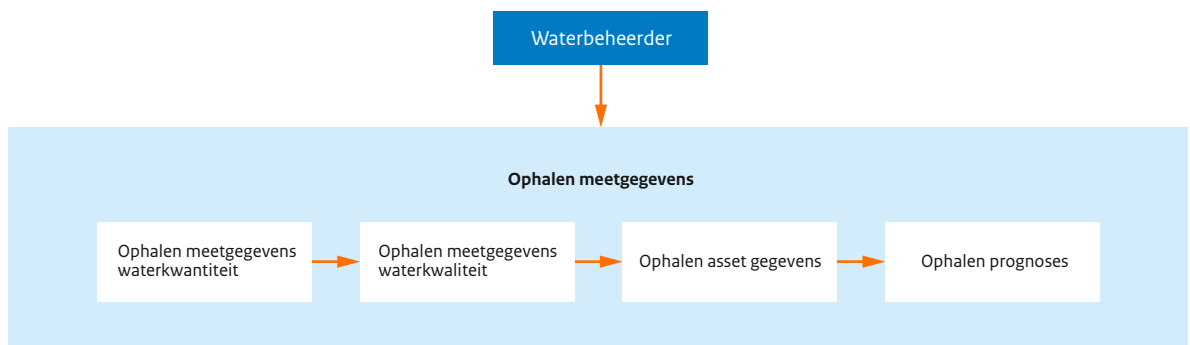 Waterbeheerder
Ophalen meetgegevens
Ophalen meetgegevens
waterkwantiteit
Ophalen meetgegevens
waterkwaliteit
Ophalen asset gegevens
Ophalen prognoses